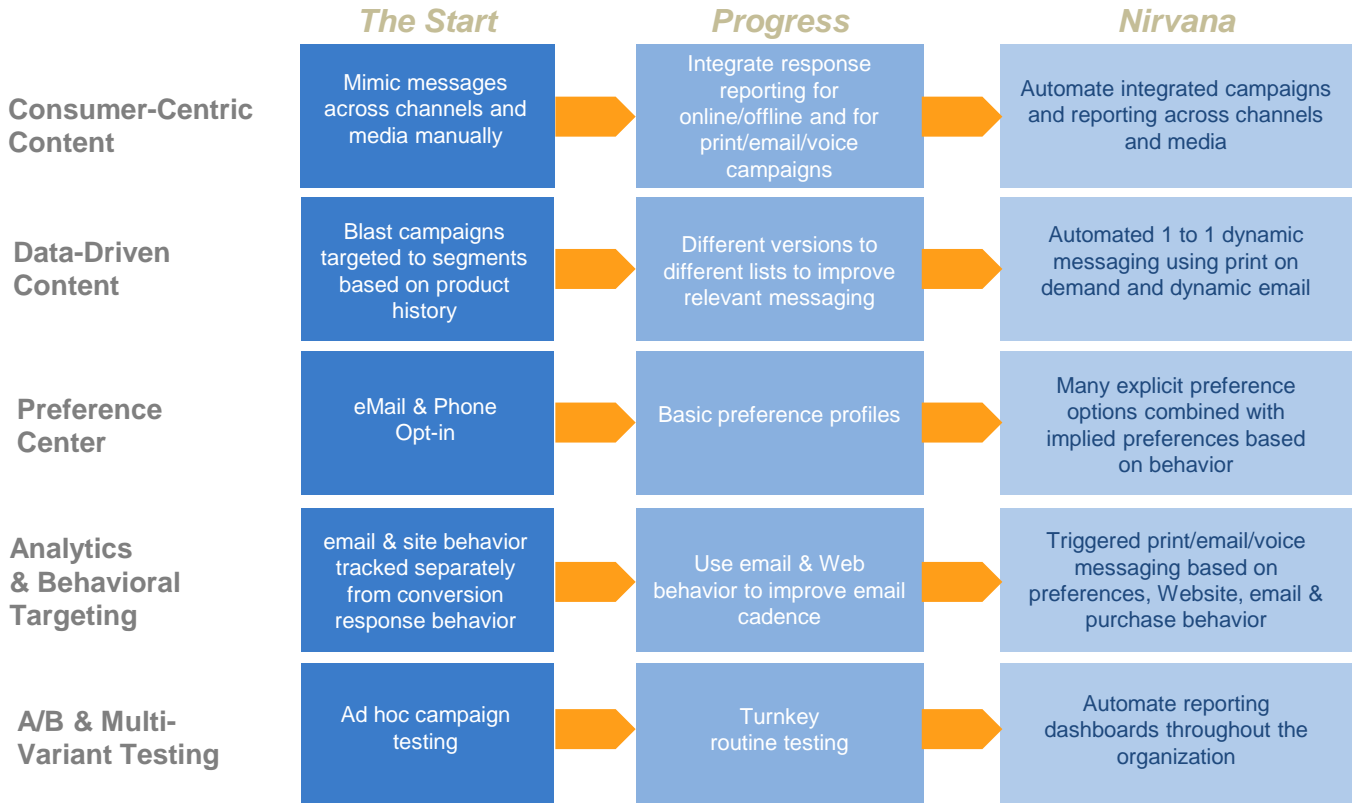 The Start
Progress
Nirvana
Consumer-Centric
Content
Mimic messages
across channels and
media manually
Integrate response
reporting for
online/offline and for
print/email/voice
campaigns
Automate integrated campaigns
and reporting across channels
and media
Data-Driven
Content
Blast campaigns
targeted to segments
based on product
history
Different versions to
different lists to improve
relevant messaging
Automated 1 to 1 dynamic
messaging using print on
demand and dynamic email
Preference
Center
eMail & Phone
Opt-in
Basic preference profiles
Many explicit preference
options combined with
implied preferences based
on behavior
Analytics
& Behavioral
Targeting
email & site behavior
tracked separately
from conversion
response behavior
Use email & Web
behavior to improve email
cadence
Triggered print/email/voice
messaging based on
preferences, Website, email &
purchase behavior
A/B & Multi-
Variant Testing
Ad hoc campaign
testing
Turnkey
routine testing
Automate reporting
dashboards throughout the
organization